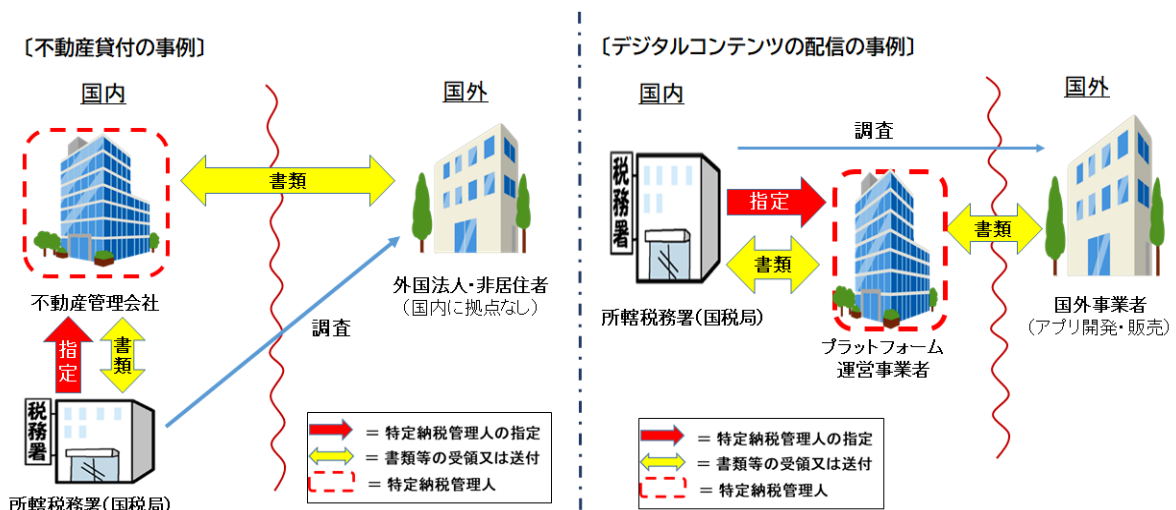 〔不動産貸付の事例〕
国内
国外
書類
不動産管理会社
外国法人・非居住者
（国内に拠点なし）
指定
書類
調査
税務署
所轄税務署(国税局)
= 特定納税管理人の指定
= 書類等の受領又は送付
= 特定納税管理人
〔デジタルコンテンツの配信の事例〕
国内
国外
調査
税務署
指定
書類
書類
所轄税務署(国税局)
プラットフォーム
運営事業者
国外事業者
（アプリ開発・販売）
= 特定納税管理人の指定
= 書類等の受領又は送付
= 特定納税管理人